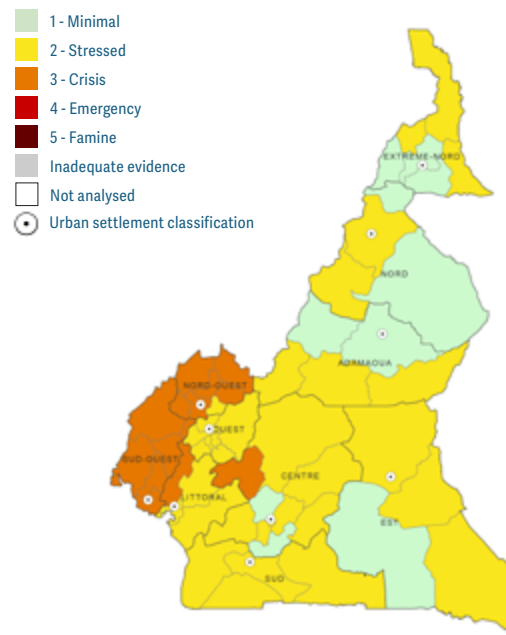 1 - Minimal
2 - Stressed
3 - Crisis
4 - Emergency
5 - Famine
Inadequate evidence
Not analysed
Urban settlement classification
EXTREME-NORD
NORD
ADAMAOUA
NORD-OUEST
OUEST
SUD-OUEST
CENTRE
LITTORAL
EST
SUD